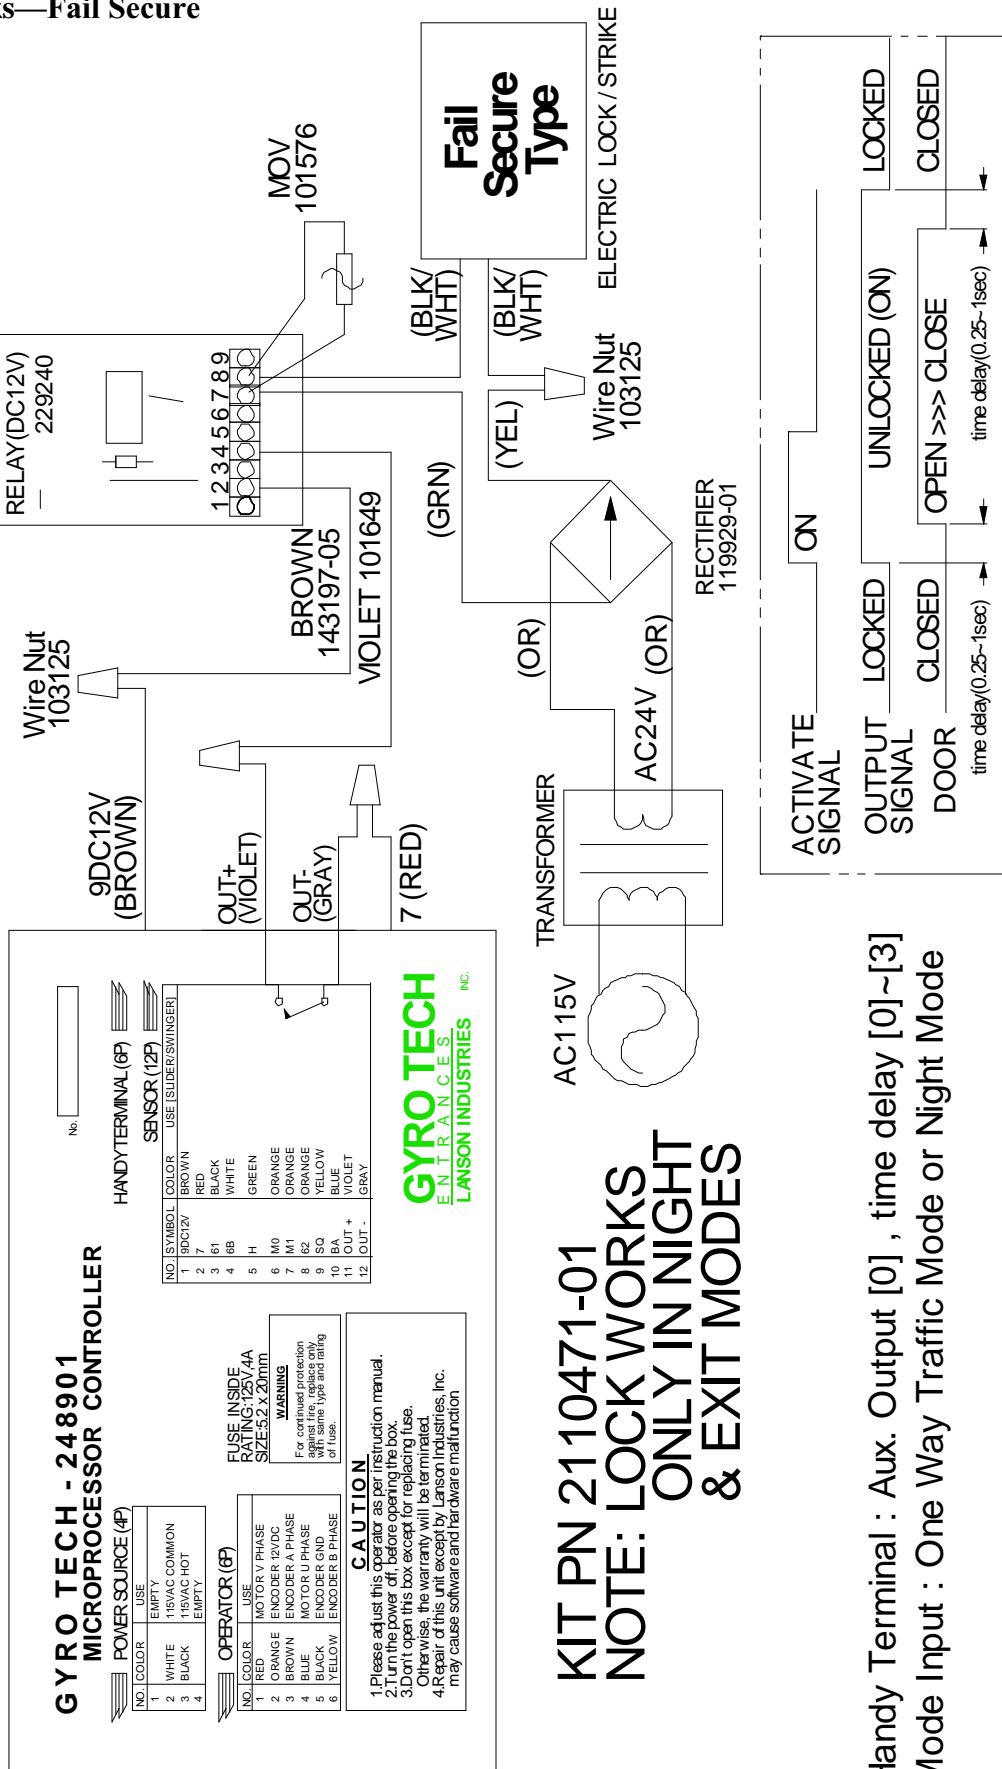 ks—Fail Secure
GYRO TECH - 248901
MICROPROCESSOR CONTROLLER
POWER SOURCE (4P)
NO. COLOR USE
1 EMPTY
2 WHITE 115VAC COMMON
3 BLACK 115VAC HOT
4 EMPTY
OPERATOR (6P)
NO. COLOR USE
1 RED MOTOR V PHASE
2 ORANGE ENCODER 12VDC
3 BROWN ENCODER A PHASE
4 BLUE MOTOR U PHASE
5 BLACK ENCODER GND
6 YELLOW ENCODER B PHASE
FUSE INSIDE
RATING:125V,4A
SIZE:5.2 x 20mm
WARNING
For continued protection
against fire, replace only
with same type and rating
of fuse.
CAUTION
1.Please adjust this operator as per instruction manual.
2.Turn the power off, before opening the box.
3.Don't open this box except for replacing fuse.
Otherwise, the warranty will be terminated.
4.Repair of this unit except by Lanson Industries, Inc.
may cause software and hardware malfunction
No.
HANDY TERMINAL (6P)
SENSOR (12P)
NO. SYMBOL COLOR USE [SLIDER/SWINGER]
1 9DC12V BROWN
2 7 RED
3 61 BLACK
4 6B WHITE
5 H GREEN
6 M0 ORANGE
7 M1 ORANGE
8 62 ORANGE
9 SQ YELLOW
10 BA BLUE
11 OUT + VIOLET
12 OUT - GRAY
GYRO TECH
ENTRANCES
LANSON INDUSTRIES INC.
9DC12V
(BROWN)
OUT+
(VIOLET)
OUT-
(GRAY)
7 (RED)
Wire Nut
103125
BROWN
143197-05
VIOLET 101649
RELAY(DC12V)
229240
1 2 3 4 5 6 7 8 9
MOV
101576
Fail
Secure
Type
ELECTRIC LOCK / STRIKE
(BLK/
WHT)
(BLK/
WHT)
Wire Nut
103125
(YEL)
(GRN)
RECTIFIER
119929-01
(OR)
(OR)
AC24V
TRANSFORMER
AC115V
KIT PN 2110471-01
NOTE: LOCK WORKS
ONLY IN NIGHT
& EXIT MODES
ACTIVATE
SIGNAL
ON
OUTPUT
SIGNAL
LOCKED
UNLOCKED (ON)
LOCKED
DOOR
CLOSED
OPEN >>> CLOSE
CLOSED
time delay(0.25~1sec)
time delay(0.25~1sec)
Handy Terminal : Aux. Output [0] , time delay [0]~[3]
Mode Input : One Way Traffic Mode or Night Mode